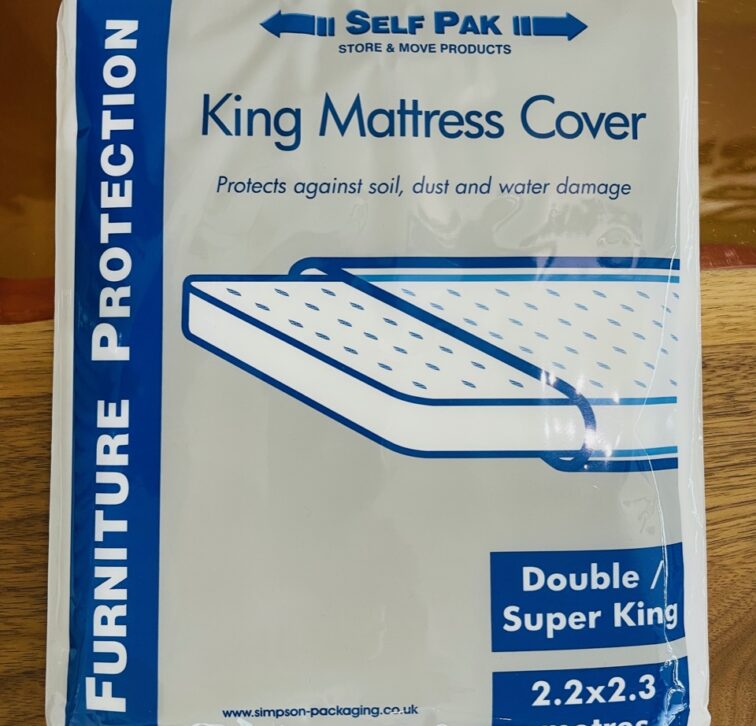 SELF PAK
STORE & MOVE PRODUCTS
King Mattress Cover
Protects against soil, dust and water damage
FURNITURE PROTECTION
Double /
Super King
2.2x2.3
metres
www.simpson-packaging.co.uk